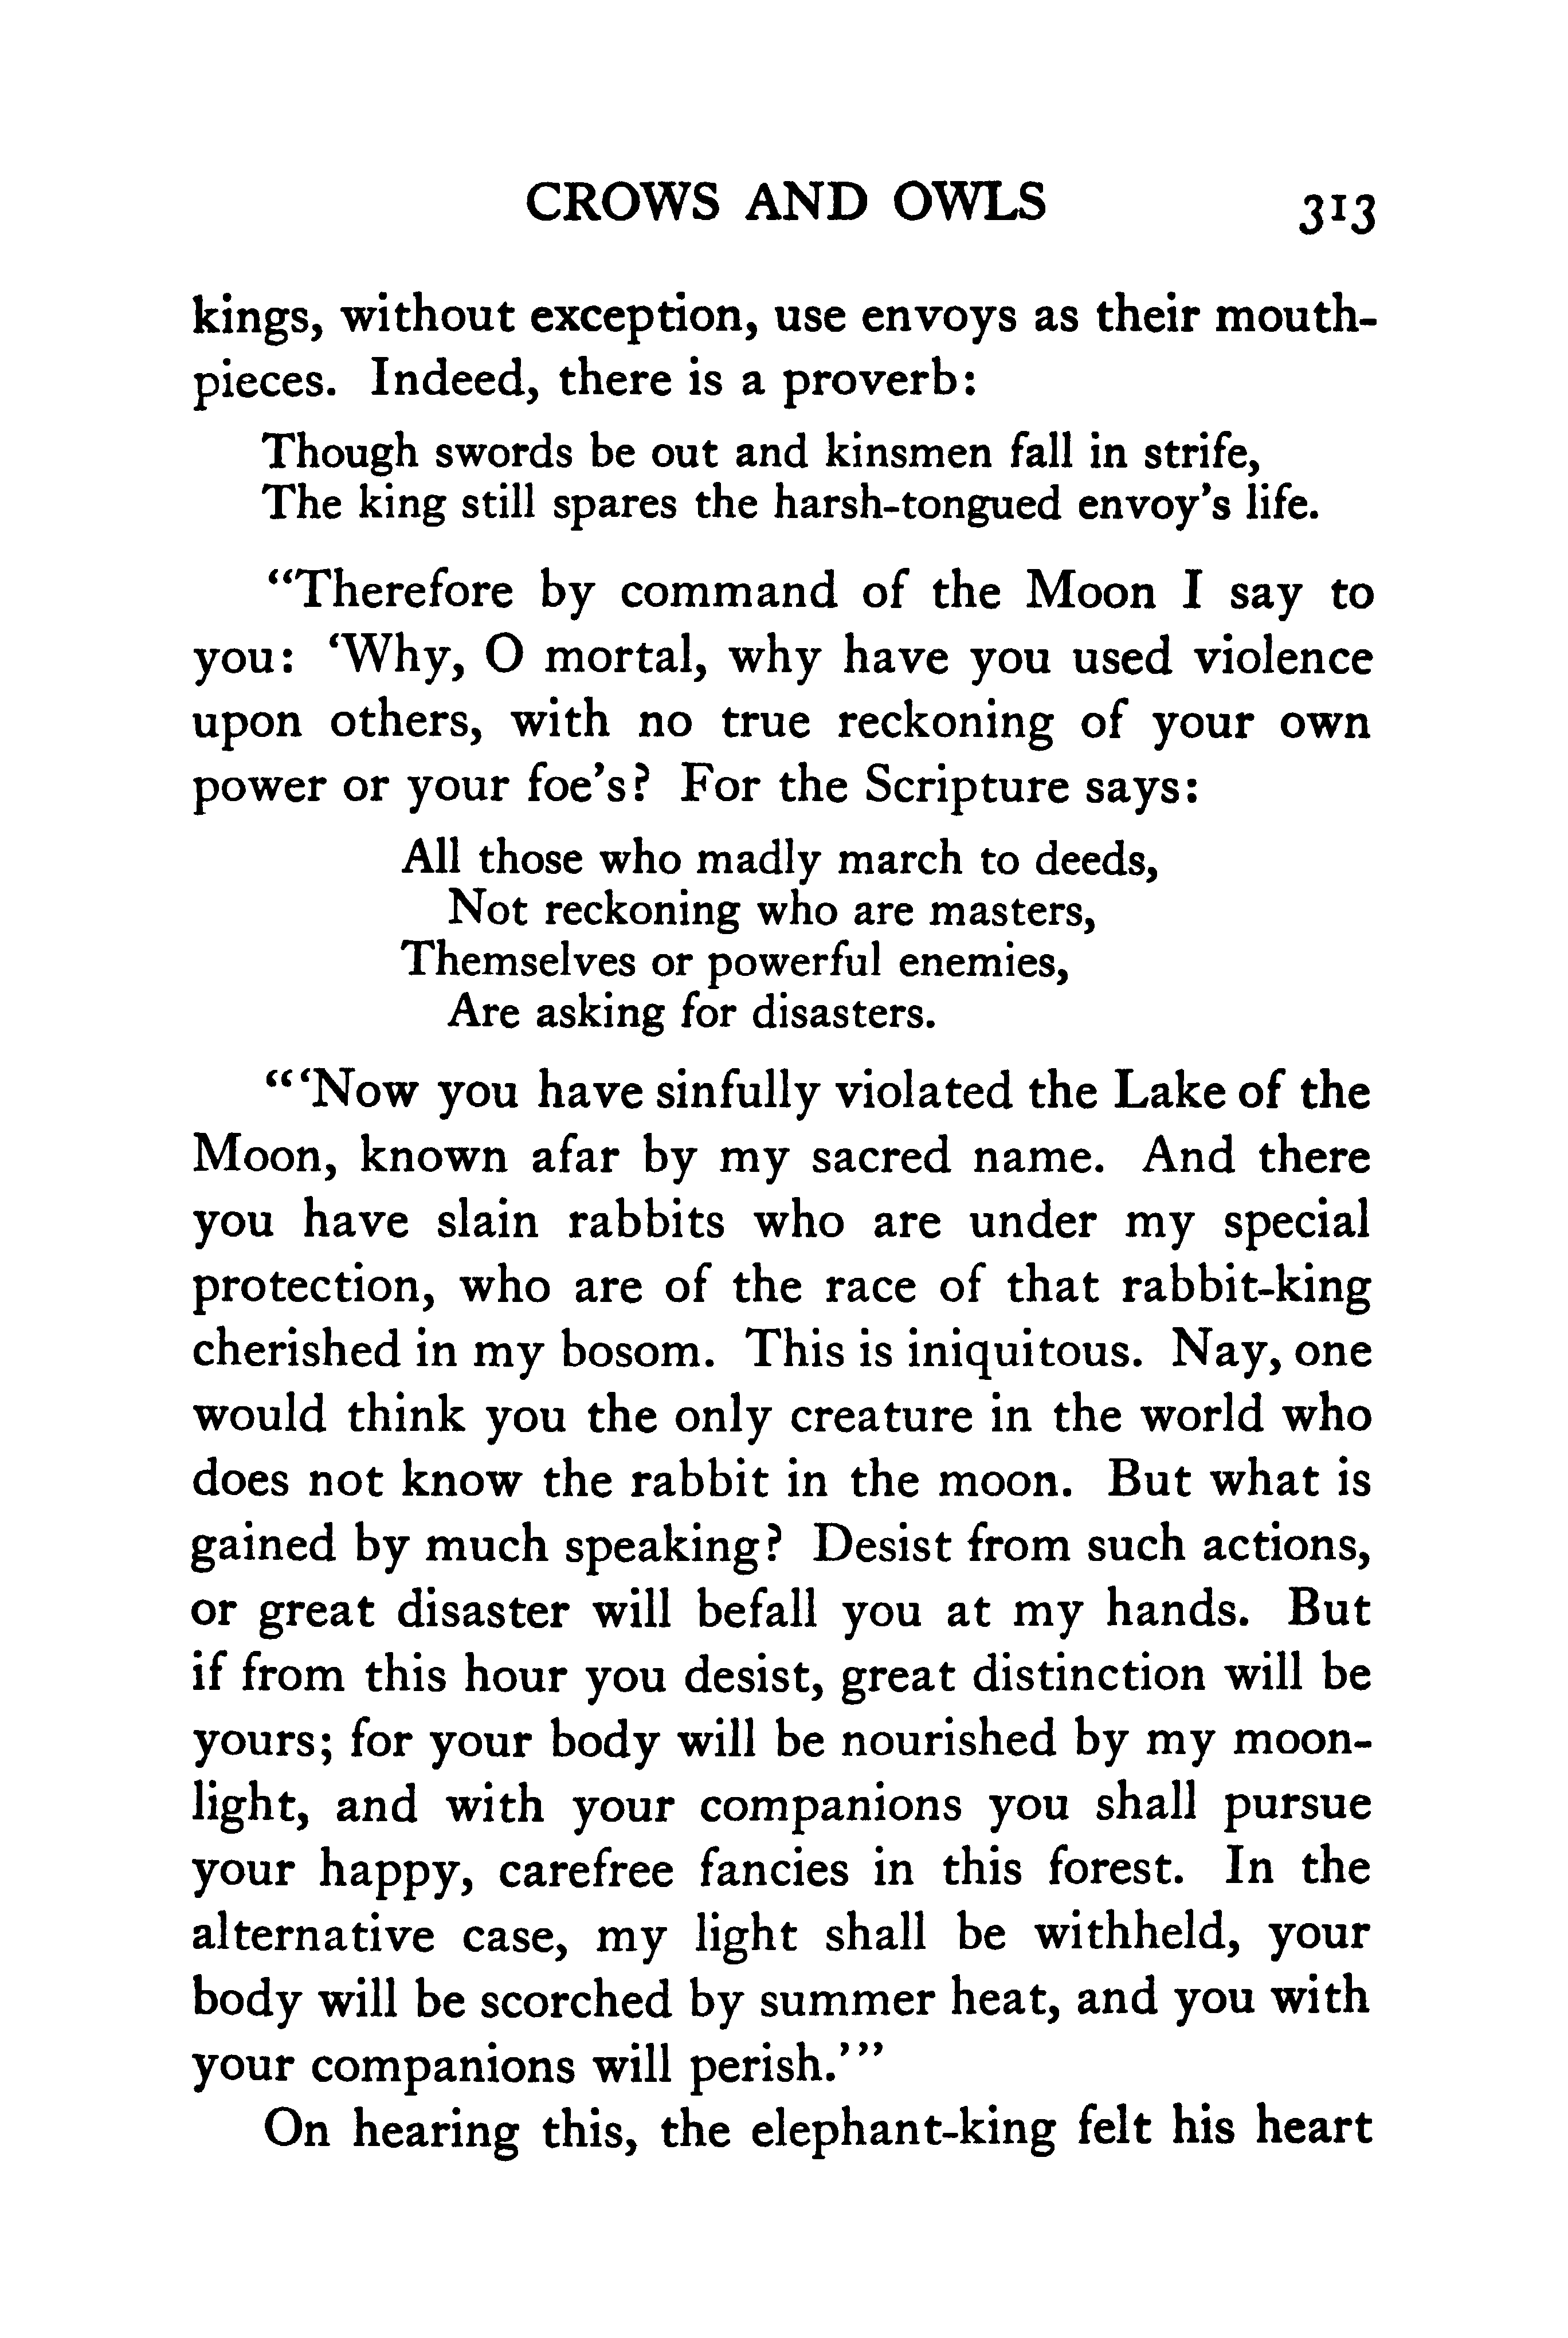 CROWS AND OWLS 313
kings, without exception, use envoys as their mouth-
pieces. Indeed, there is a proverb:
Though swords be out and kinsmen fall in strife,
The king still spares the harsh-tongued envoy’s life.
“Therefore by command of the Moon I say to
you: ‘Why, O mortal, why have you used violence
upon others, with no true reckoning of your own
power or your foe’s? For the Scripture says:
All those who madly march to deeds,
Not reckoning who are masters,
Themselves or powerful enemies,
Are asking for disasters.
“‘Now you have sinfully violated the Lake of the
Moon, known afar by my sacred name. And there
you have slain rabbits who are under my special
protection, who are of the race of that rabbit-king
cherished in my bosom. This is iniquitous. Nay, one
would think you the only creature in the world who
does not know the rabbit in the moon. But what is
gained by much speaking? Desist from such actions,
or great disaster will befall you at my hands. But
if from this hour you desist, great distinction will be
yours; for your body will be nourished by my moon-
light, and with your companions you shall pursue
your happy, carefree fancies in this forest. In the
alternative case, my light shall be withheld, your
body will be scorched by summer heat, and you with
your companions will perish.’”
On hearing this, the elephant-king felt his heart